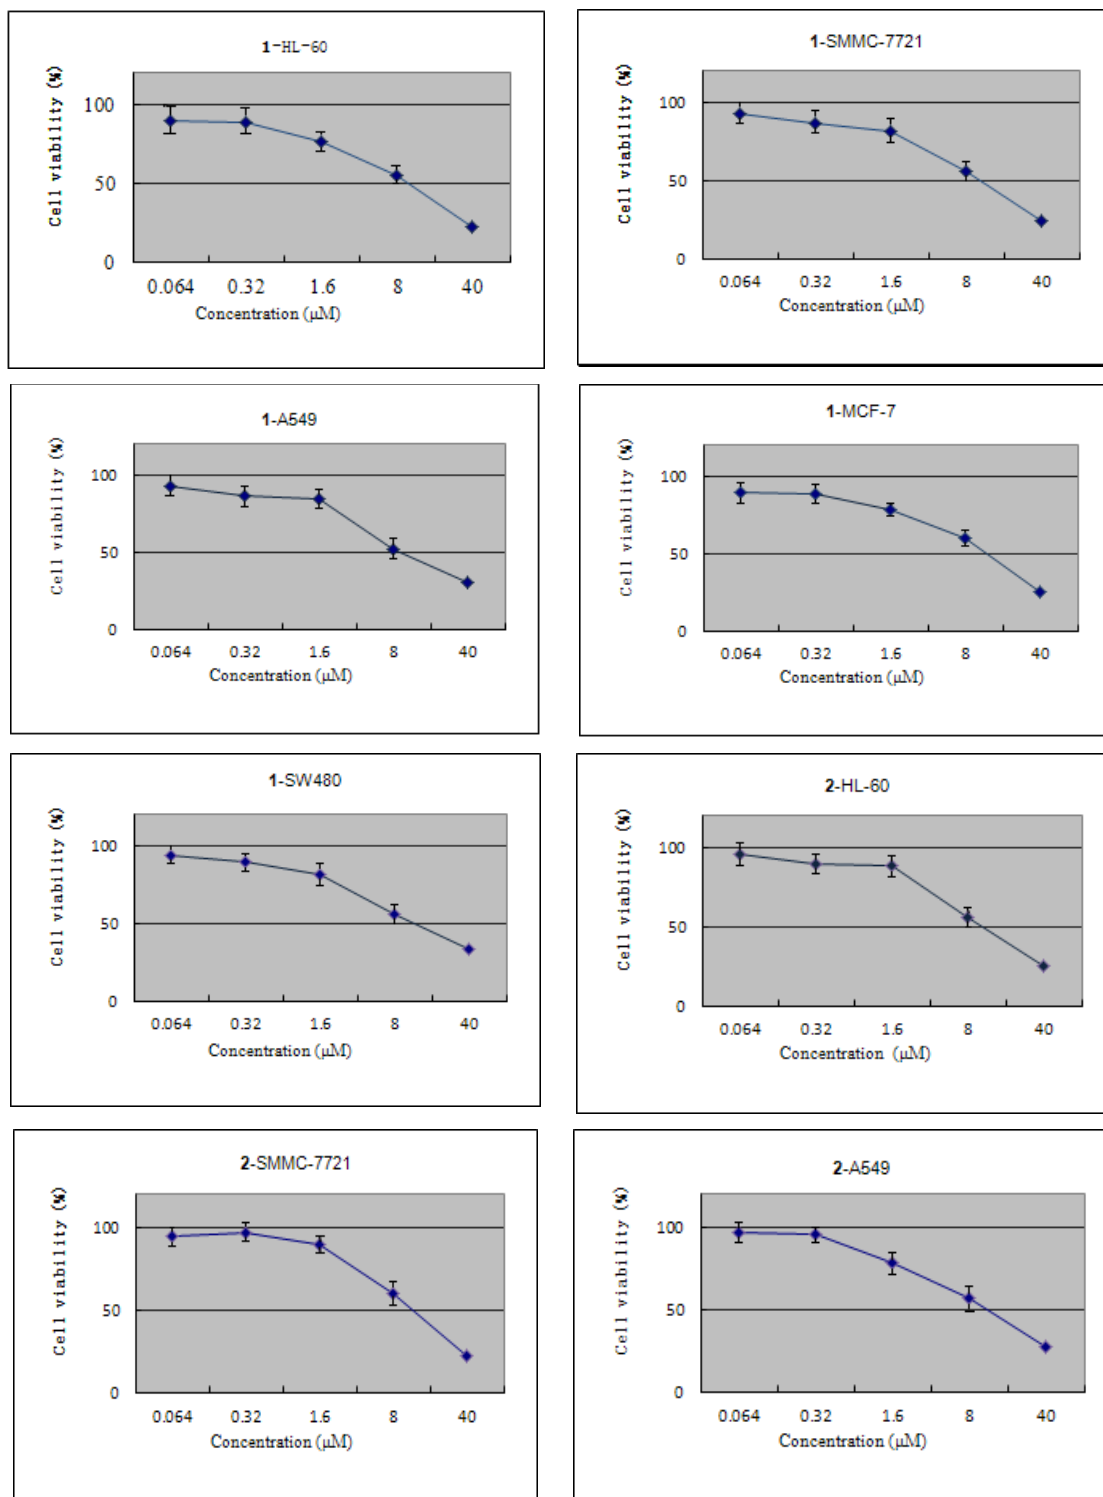 1-HL-60
Cell viability (%)
100
50
0
0.064 0.32 1.6 8 40
Concentration (μM)
1-SMMC-7721
Cell viability (%)
100
50
0
0.064 0.32 1.6 8 40
Concentration (μM)
1-A549
Cell viability (%)
100
50
0
0.064 0.32 1.6 8 40
Concentration (μM)
1-MCF-7
Cell viability (%)
100
50
0
0.064 0.32 1.6 8 40
Concentration (μM)
1-SW480
Cell viability (%)
100
50
0
0.064 0.32 1.6 8 40
Concentration (μM)
2-HL-60
Cell viability (%)
100
50
0
0.064 0.32 1.6 8 40
Concentration (μM)
2-SMMC-7721
Cell viability (%)
100
50
0
0.064 0.32 1.6 8 40
Concentration (μM)
2-A549
Cell viability (%)
100
50
0
0.064 0.32 1.6 8 40
Concentration (μM)